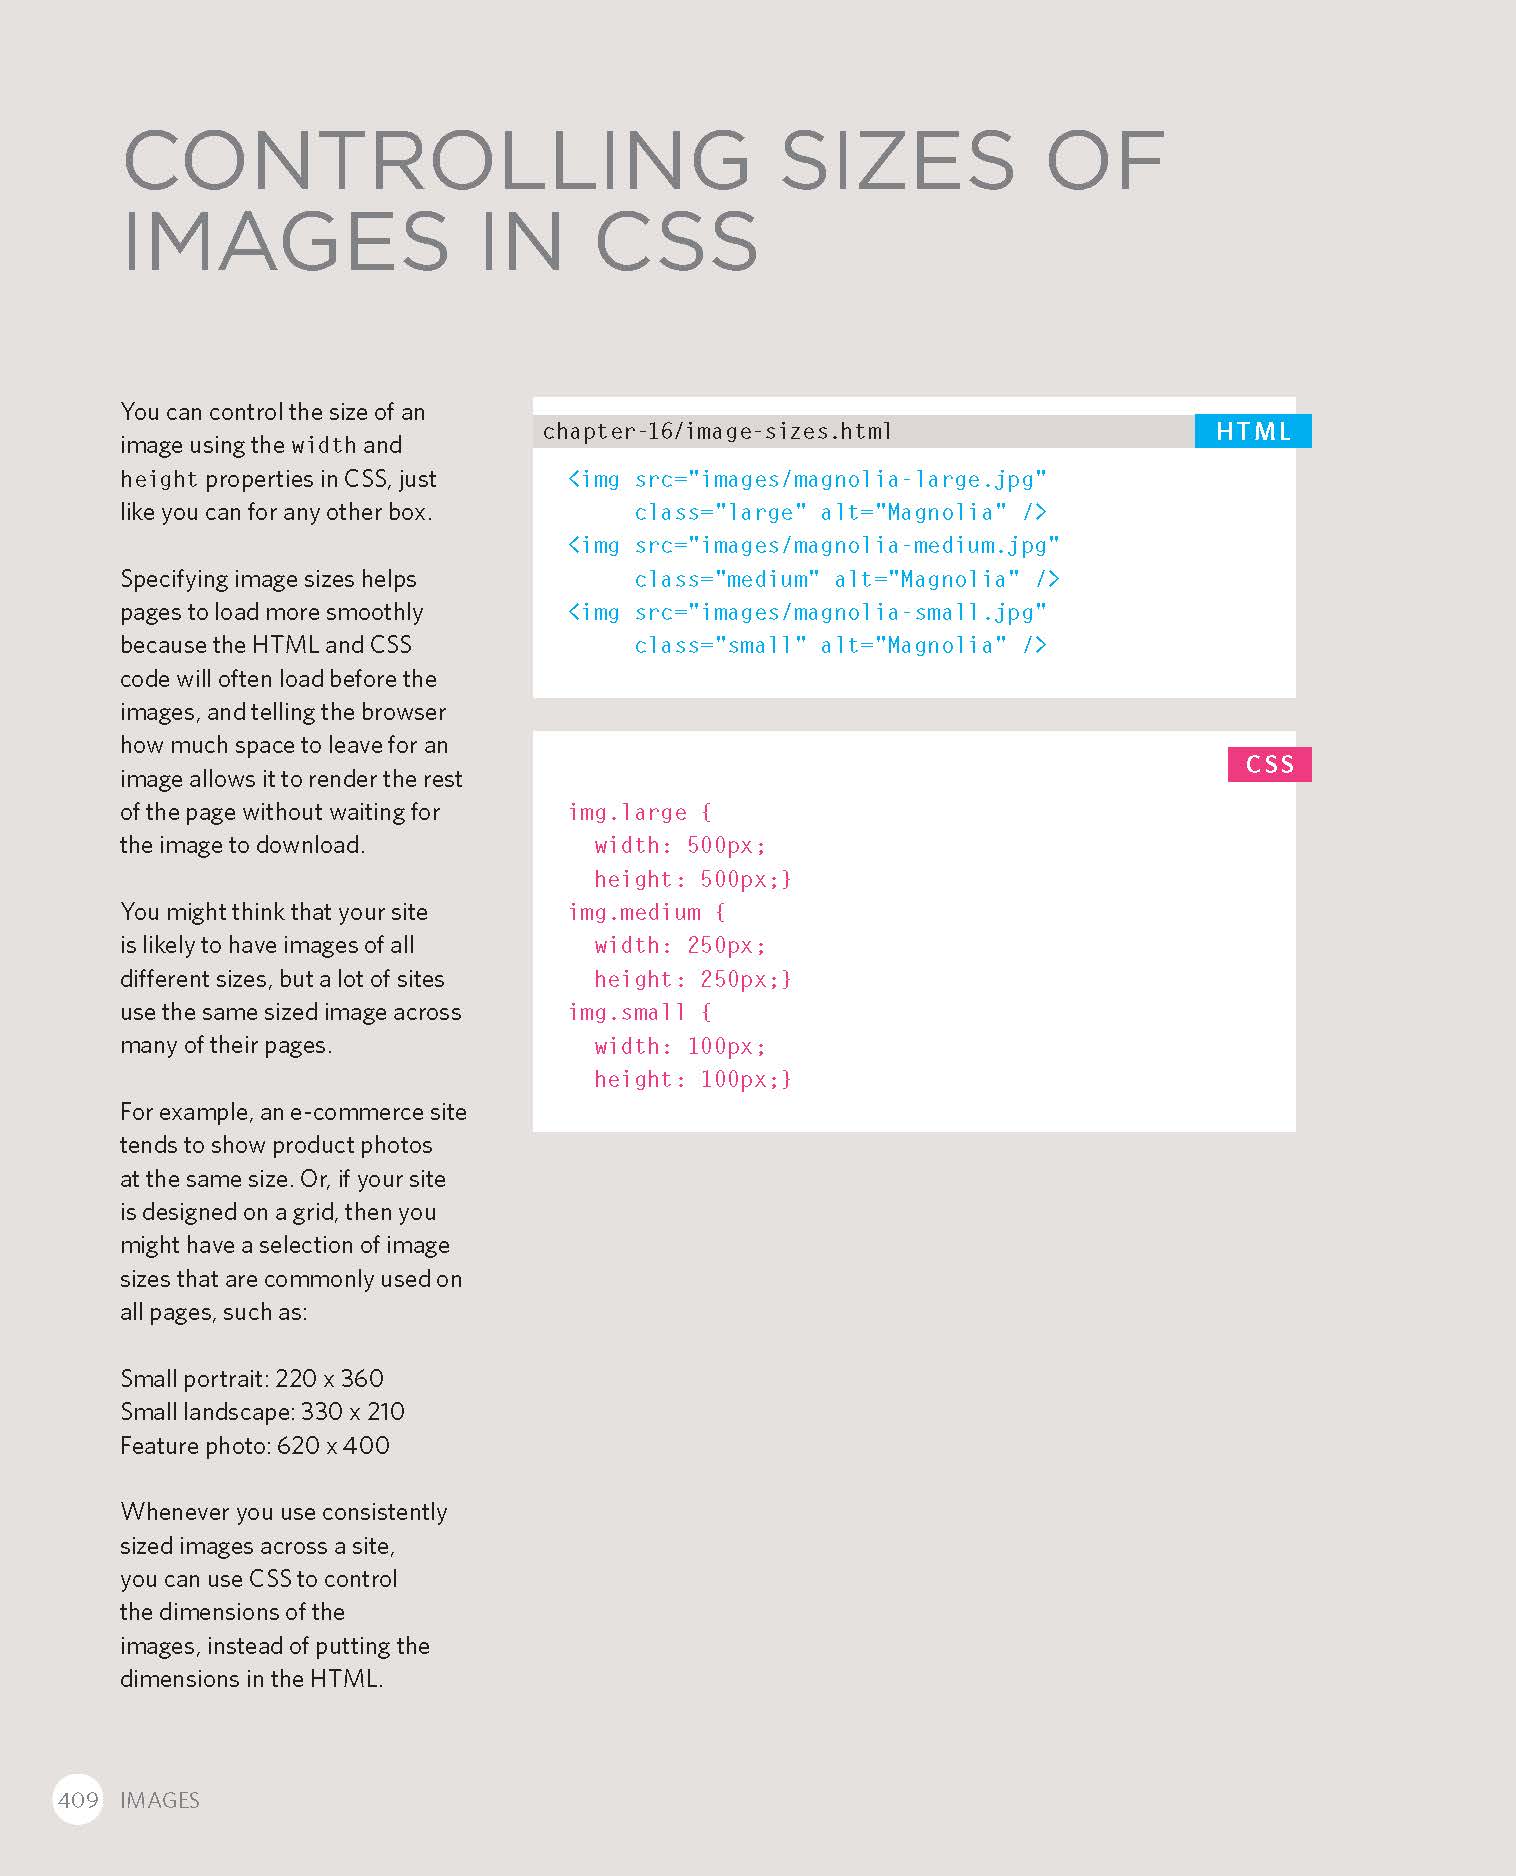 CONTROLLING SIZES OF
IMAGES IN CSS
You can control the size of an
image using the width and
height properties in CSS, just
like you can for any other box.
Specifying image sizes helps
pages to load more smoothly
because the HTML and CSS
code will often load before the
images, and telling the browser
how much space to leave for an
image allows it to render the rest
of the page without waiting for
the image to download.
You might think that your site
is likely to have images of all
different sizes, but a lot of sites
use the same sized image across
many of their pages.
For example, an e-commerce site
tends to show product photos
at the same size. Or, if your site
is designed on a grid, then you
might have a selection of image
sizes that are commonly used on
all pages, such as:
Small portrait: 220 x 360
Small landscape: 330 x 210
Feature photo: 620 x 400
Whenever you use consistently
sized images across a site,
you can use CSS to control
the dimensions of the
images, instead of putting the
dimensions in the HTML.
chapter-16/image-sizes.html HTML
<img src="images/magnolia-large.jpg"
class="large" alt="Magnolia" />
<img src="images/magnolia-medium.jpg"
class="medium" alt="Magnolia" />
<img src="images/magnolia-small.jpg"
class="small" alt="Magnolia" />
CSS
img.large {
width: 500px;
height: 500px;}
img.medium {
width: 250px;
height: 250px;}
img.small {
width: 100px;
height: 100px;}
409 IMAGES